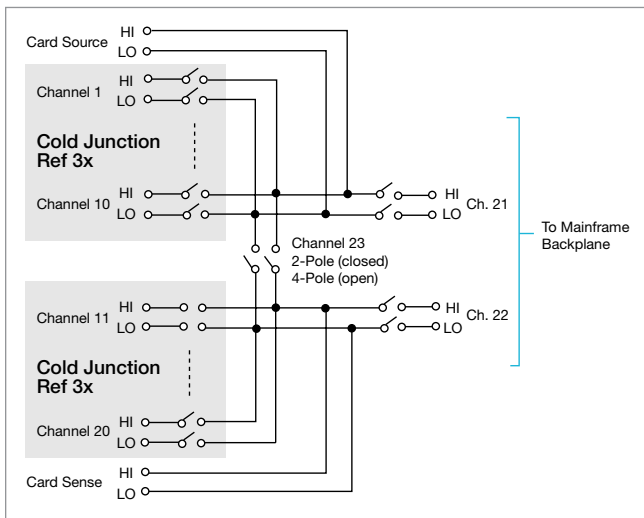 Card Source
HI
LO
Channel 1
HI
LO
Cold Junction
Ref 3x
Channel 10
HI
LO
HI
LO
Ch. 21
To Mainframe
Backplane
Channel 23
2-Pole (closed)
4-Pole (open)
Channel 11
HI
LO
HI
LO
Ch. 22
Cold Junction
Ref 3x
Channel 20
HI
LO
Card Sense
HI
LO